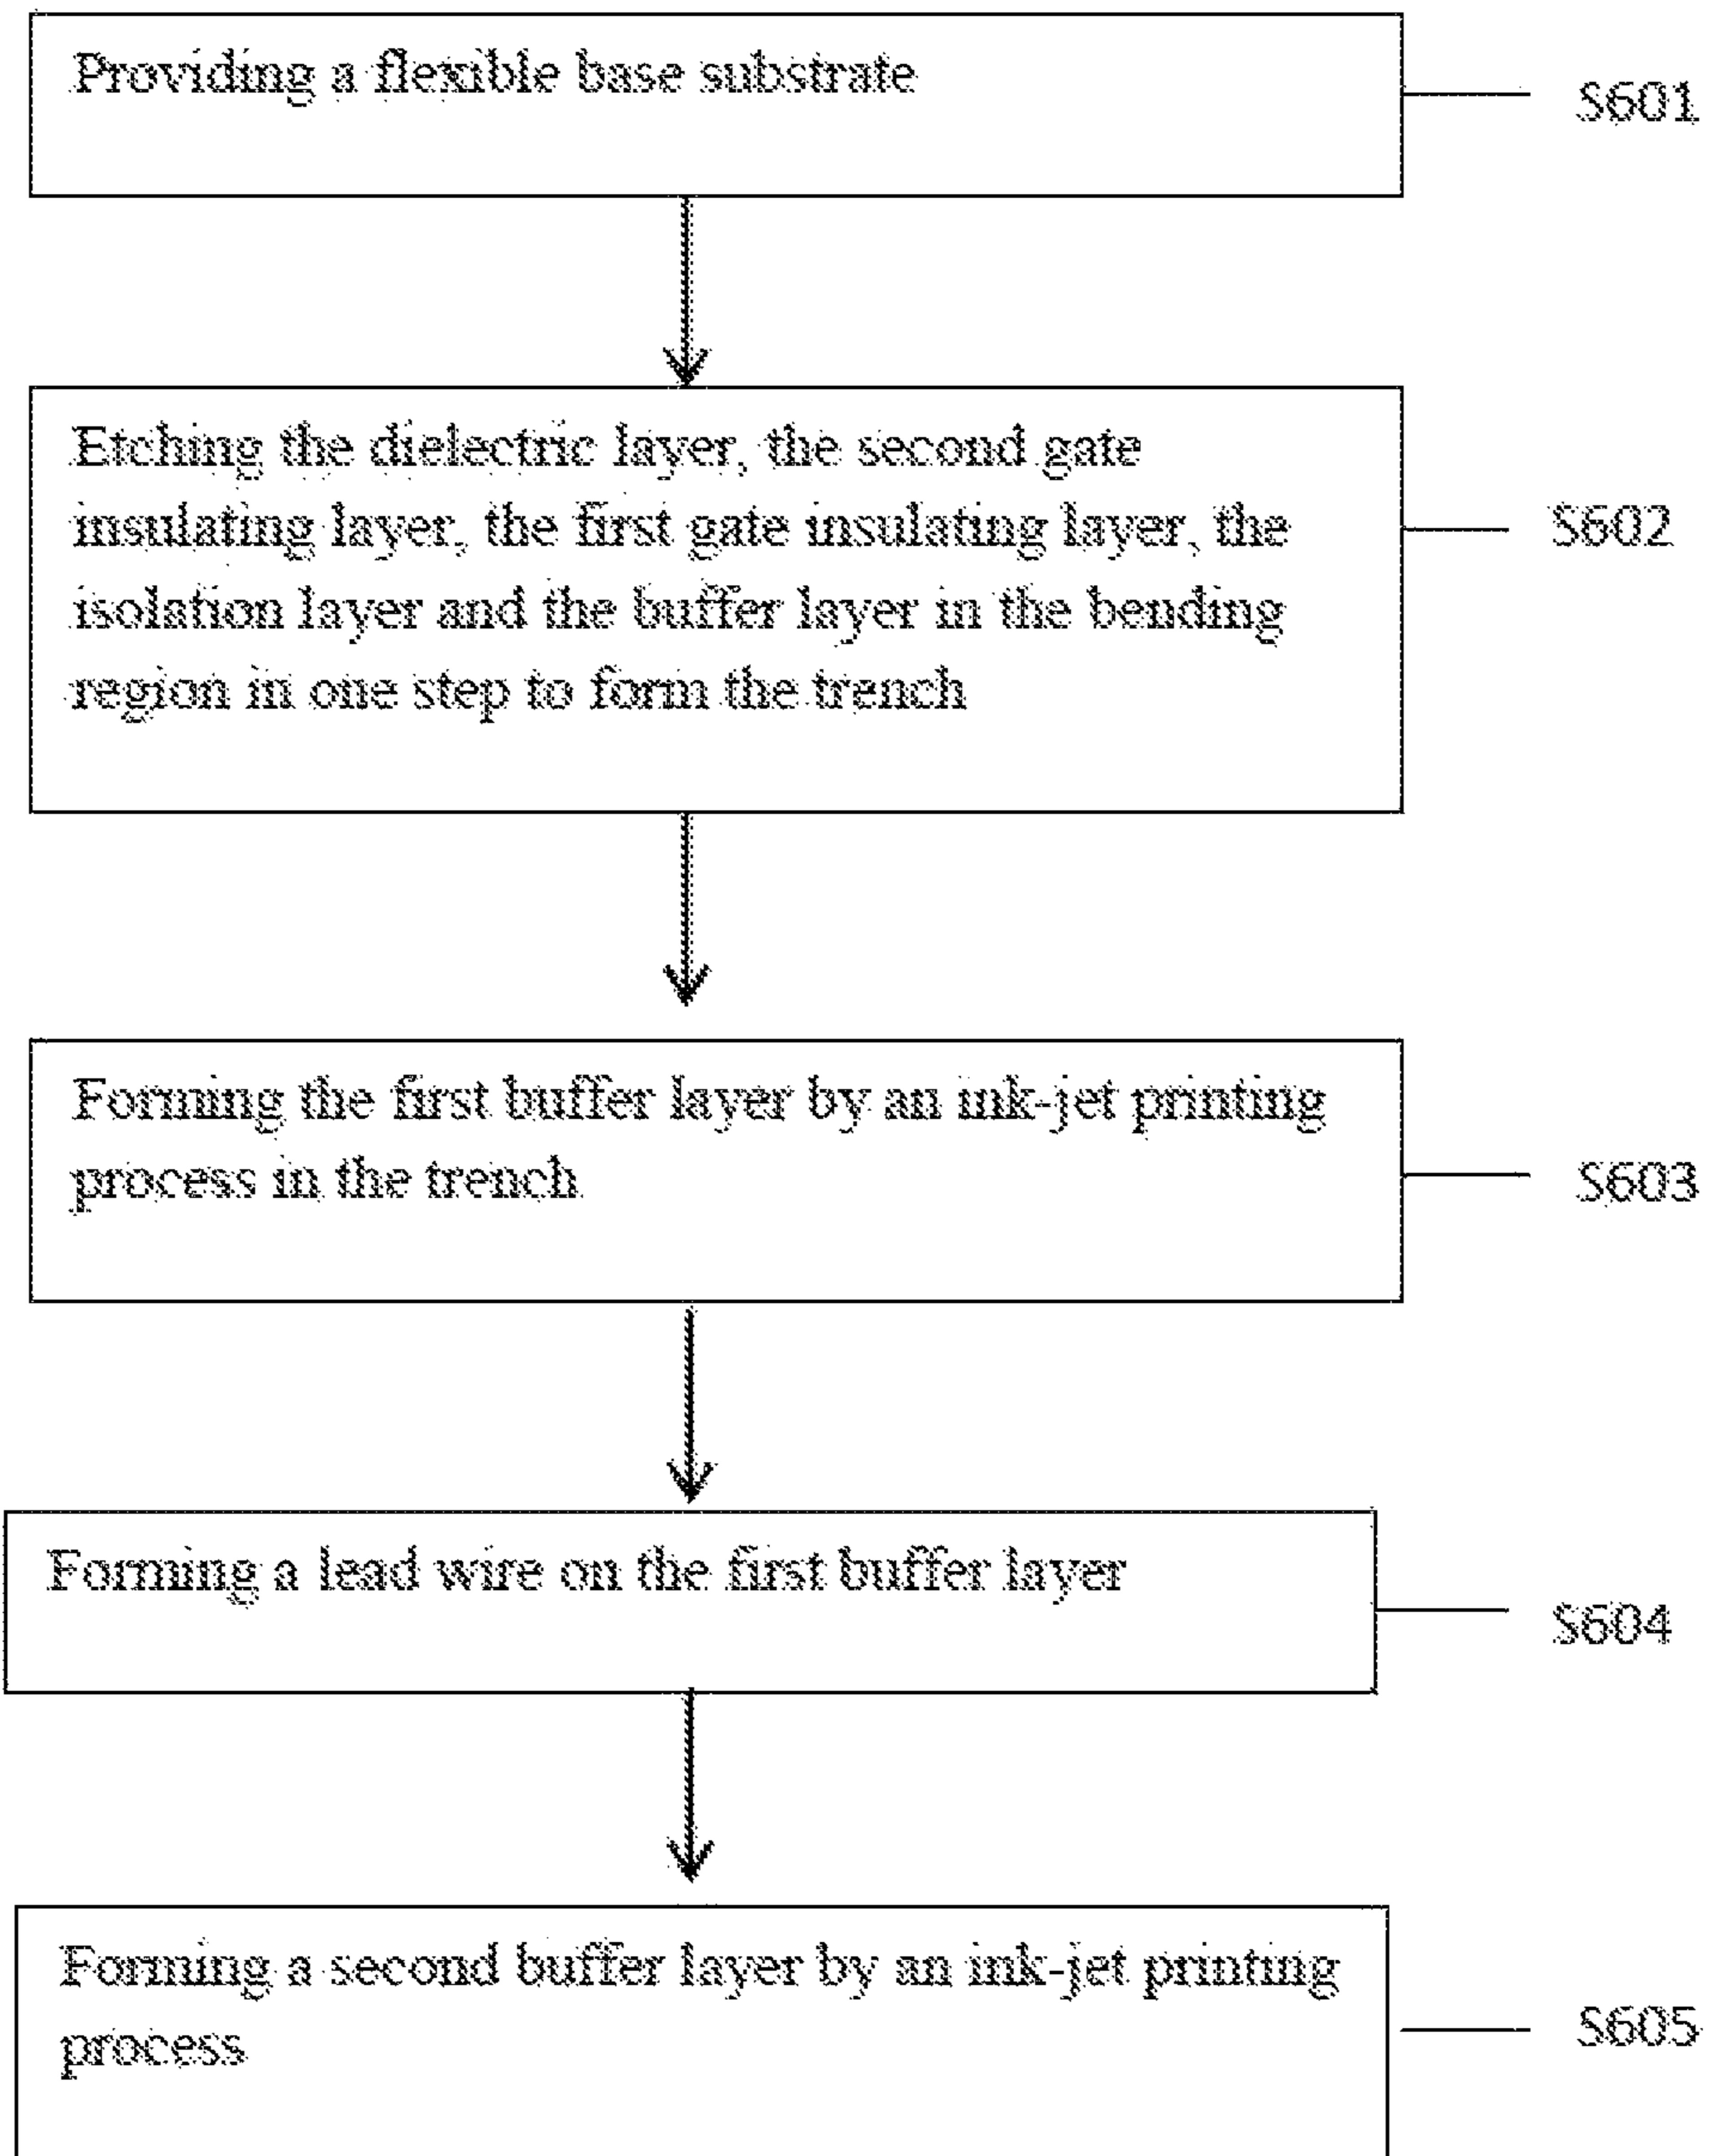 Providing a flexible base substrate
S601
Etching the dielectric layer, the second gate
insulating layer, the first gate insulating layer, the
isolation layer and the buffer layer in the bending
region in one step to form the trench
S602
Forming the first buffer layer by an ink-jet printing
process in the trench
S603
Forming a lead wire on the first buffer layer
S604
Forming a second buffer layer by an ink-jet printing
process
S605